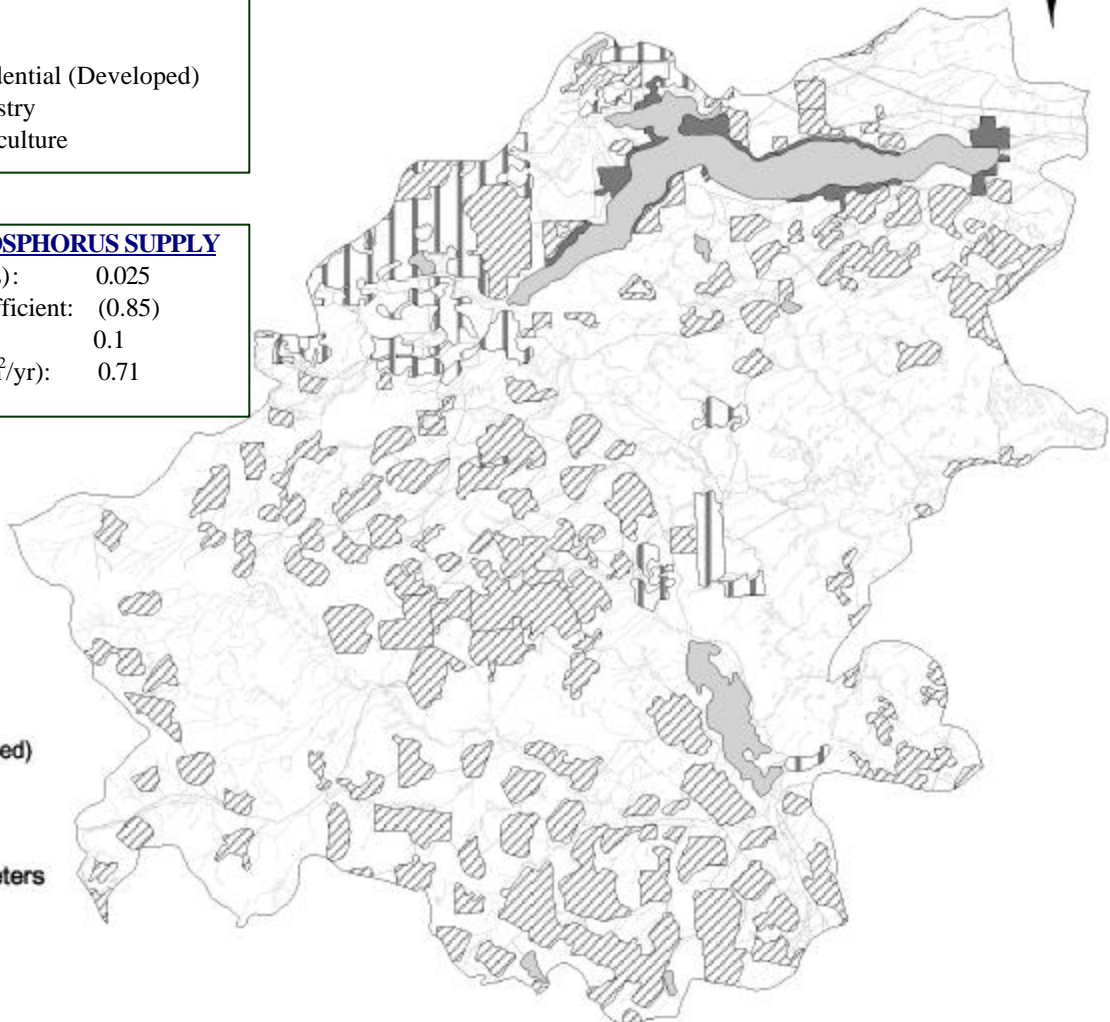 dential (Developed)
stry
culture
OSPHORUS SUPPLY
): 0.025
fficient: (0.85)
0.1
²/yr): 0.71
ed)
eters